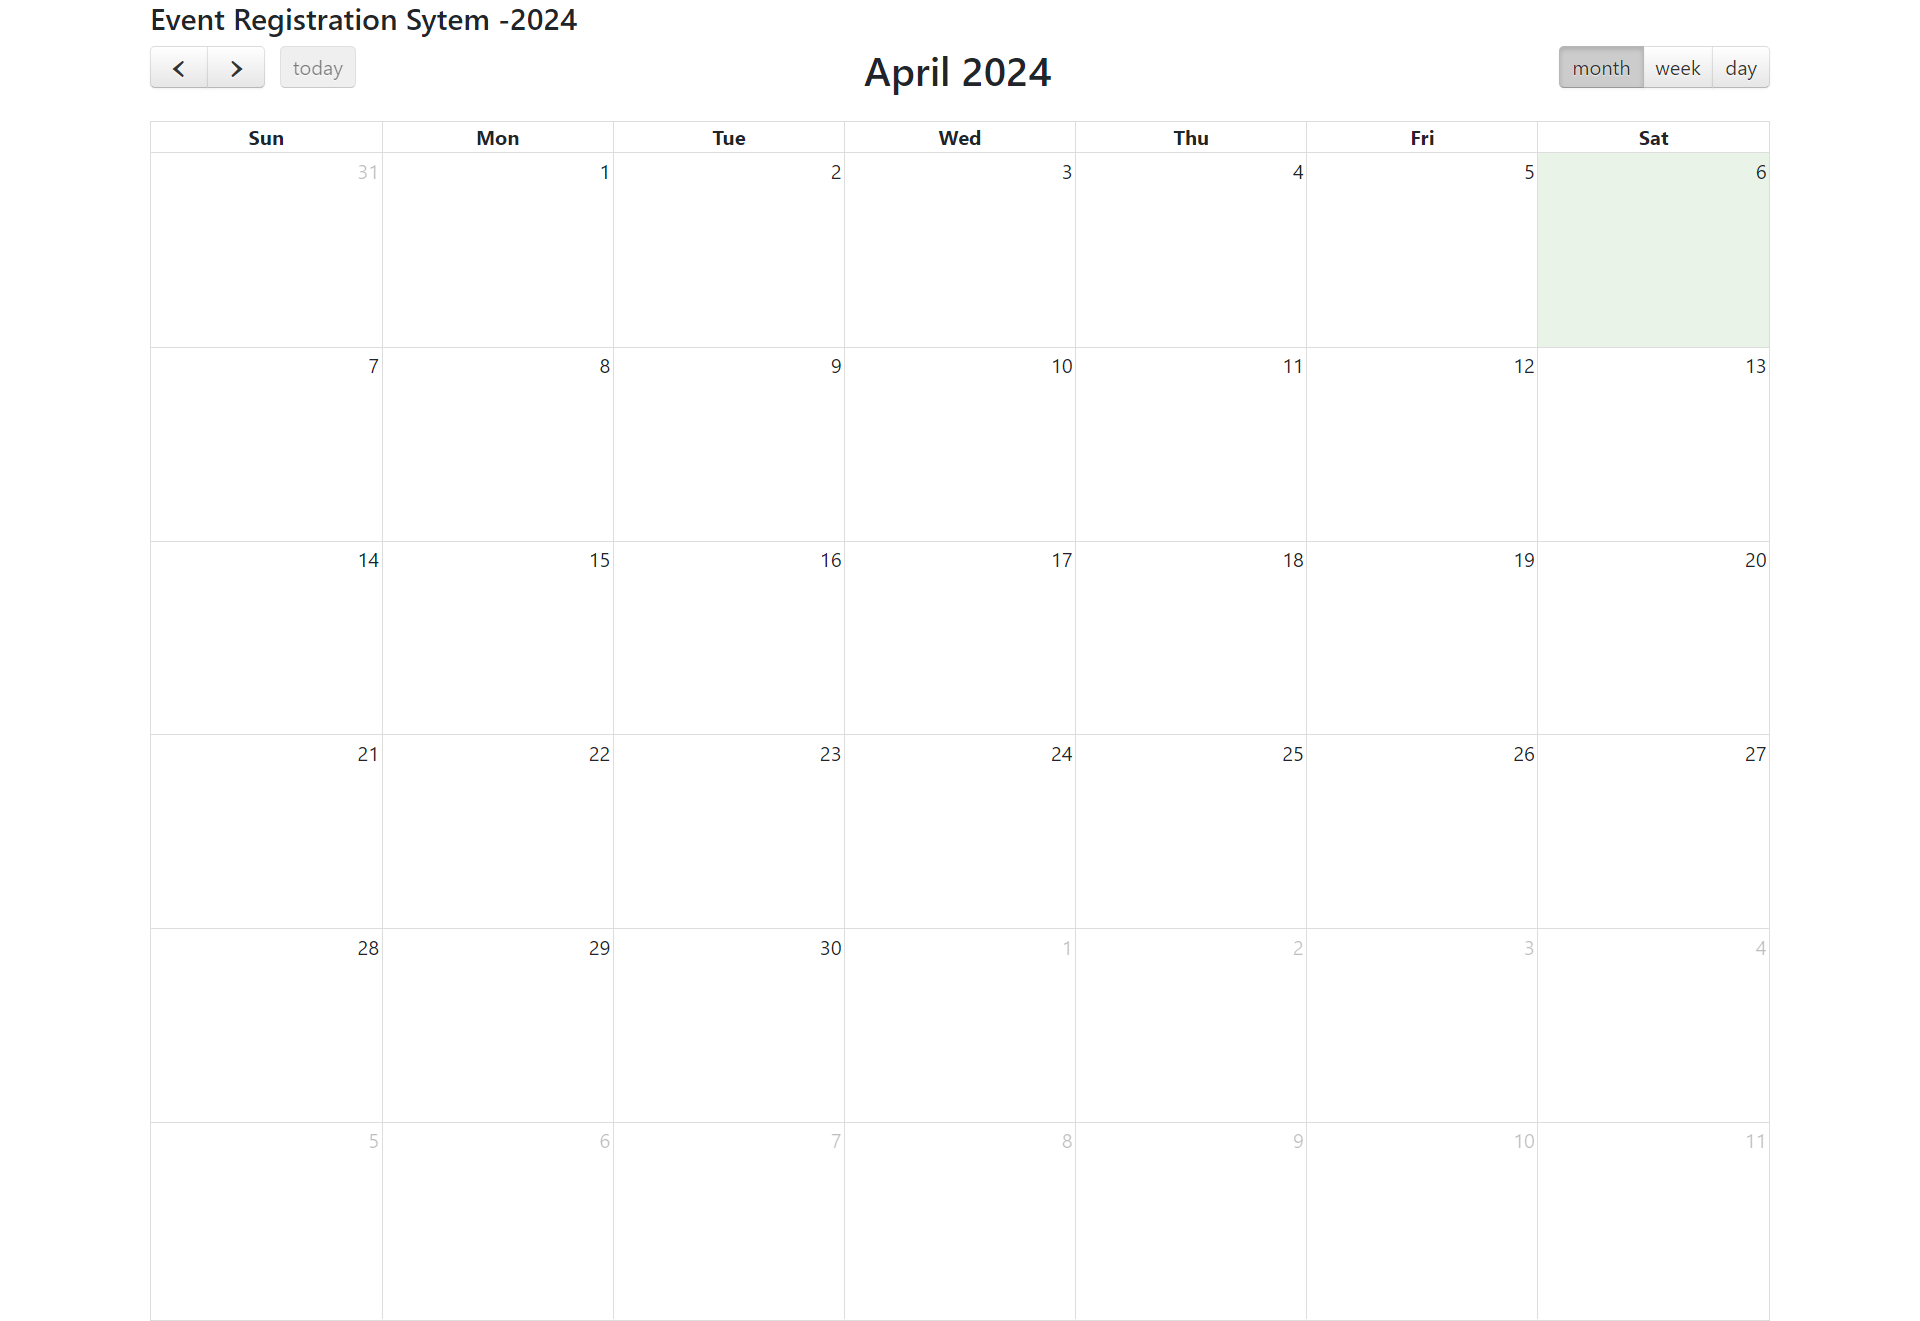 Event Registration Sytem -2024
today
April 2024
month week day
Sun Mon Tue Wed Thu Fri Sat
31 1 2 3 4 5 6
7 8 9 10 11 12 13
14 15 16 17 18 19 20
21 22 23 24 25 26 27
28 29 30 1 2 3 4
5 6 7 8 9 10 11